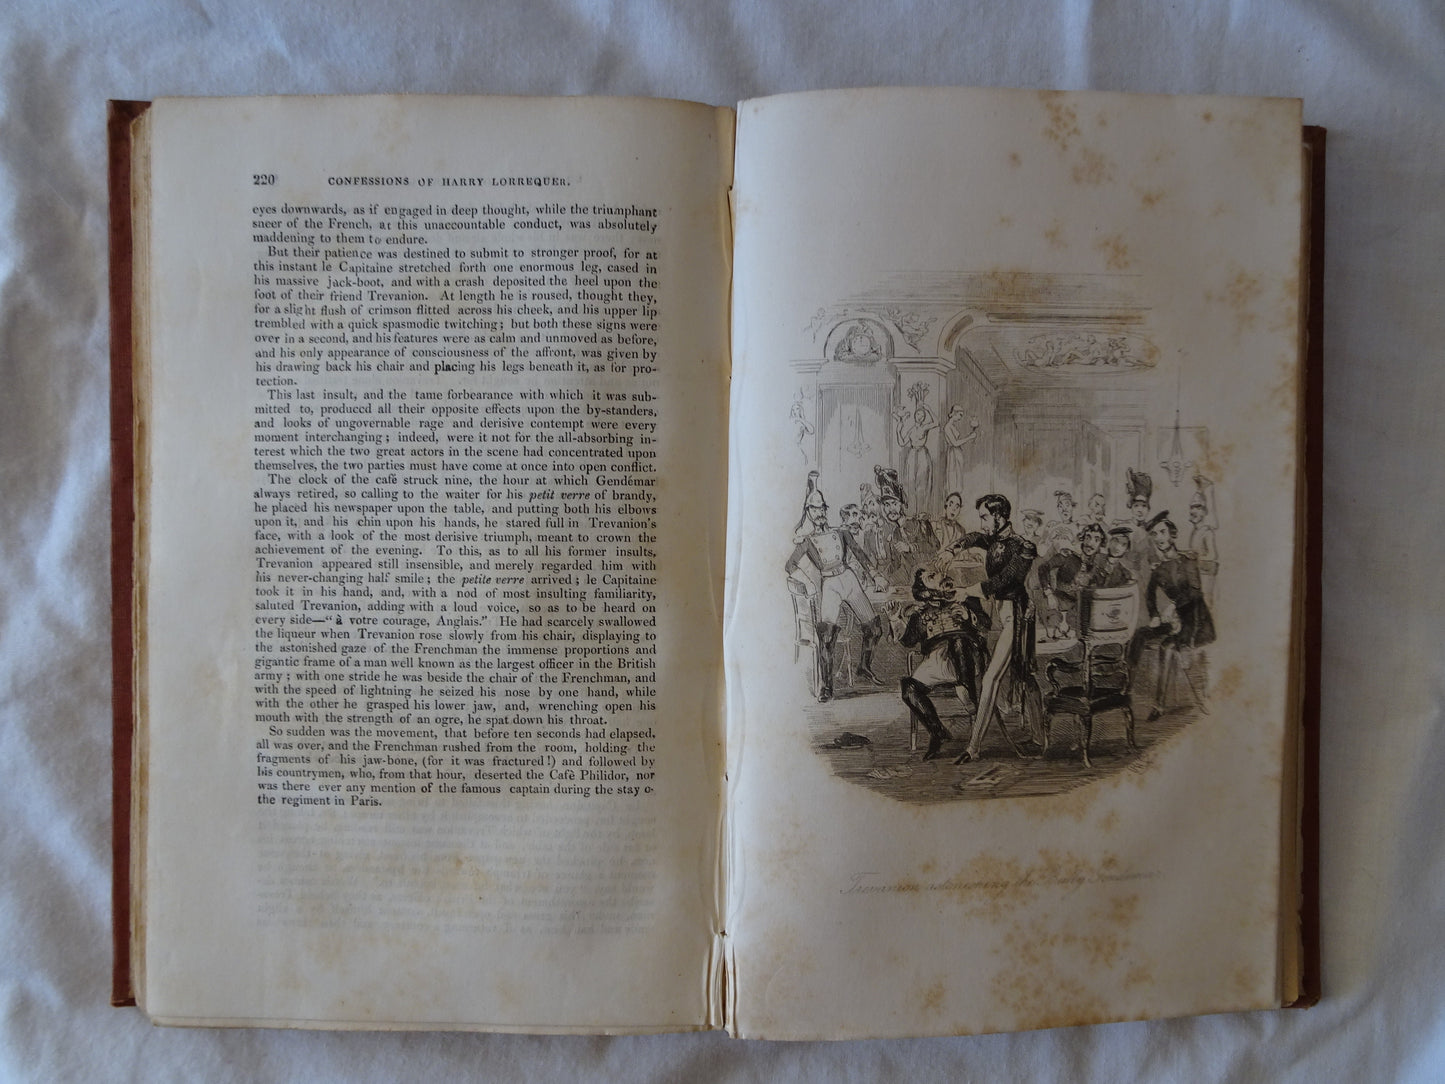 220 CONFESSIONS OF HARRY LORREQUER.
eyes downwards, as if engaged in deep thought, while the triumphant
sneer of the French, at this unaccountable conduct, was absolutely
maddening to them to endure.
But their patience was destined to submit to stronger proof, for at
this instant le Capitaine stretched forth one enormous leg, cased in
his massive jack-boot, and with a crash deposited the heel upon the
foot of their friend Trevanion. At length he is roused, thought they,
for a slight flush of crimson flitted across his cheek, and his upper lip
trembled with a quick spasmodic twitching; but both these signs were
over in a second, and his features were as calm and unmoved as before,
and his only appearance of consciousness of the affront, was given by
his drawing back his chair and placing his legs beneath it, as for pro-
tection.
This last insult, and the tame forbearance with which it was sub-
mitted to, produced all their opposite effects upon the by-standers,
and looks of ungovernable rage and derisive contempt were every
moment interchanging; indeed, were it not for the all-absorbing in-
terest which the two great actors in the scene had concentrated upon
themselves, the two parties must have come at once into open conflict.
The clock of the café struck nine, the hour at which Gendémar
always retired, so calling to the waiter for his petit verre of brandy,
he placed his newspaper upon the table, and putting both his elbows
upon it, and his chin upon his hands, he stared full in Trevanion's
face, with a look of the most derisive triumph, meant to crown the
achievement of the evening. To this, as to all his former insults,
Trevanion appeared still insensible, and merely regarded him with
his never-changing half smile; the petite verre arrived; le Capitaine
took it in his hand, and, with a nod of most insulting familiarity,
saluted Trevanion, adding with a loud voice, so as to be heard on
every side—"à votre courage, Anglais." He had scarcely swallowed
the liqueur when Trevanion rose slowly from his chair, displaying to
the astonished gaze of the Frenchman the immense proportions and
gigantic frame of a man well known as the largest officer in the British
army; with one stride he was beside the chair of the Frenchman, and
with the speed of lightning he seized his nose by one hand, while
with the other he grasped his lower jaw, and, wrenching open his
mouth with the strength of an ogre, he spat down his throat.
So sudden was the movement, that before ten seconds had elapsed,
all was over, and the Frenchman rushed from the room, holding the
fragments of his jaw-bone, (for it was fractured!) and followed by
his countrymen, who, from that hour, deserted the Cafè Philidor, nor
was there ever any mention of the famous captain during the stay o
the regiment in Paris.
Trevanion astonishing the Bully Gendemar